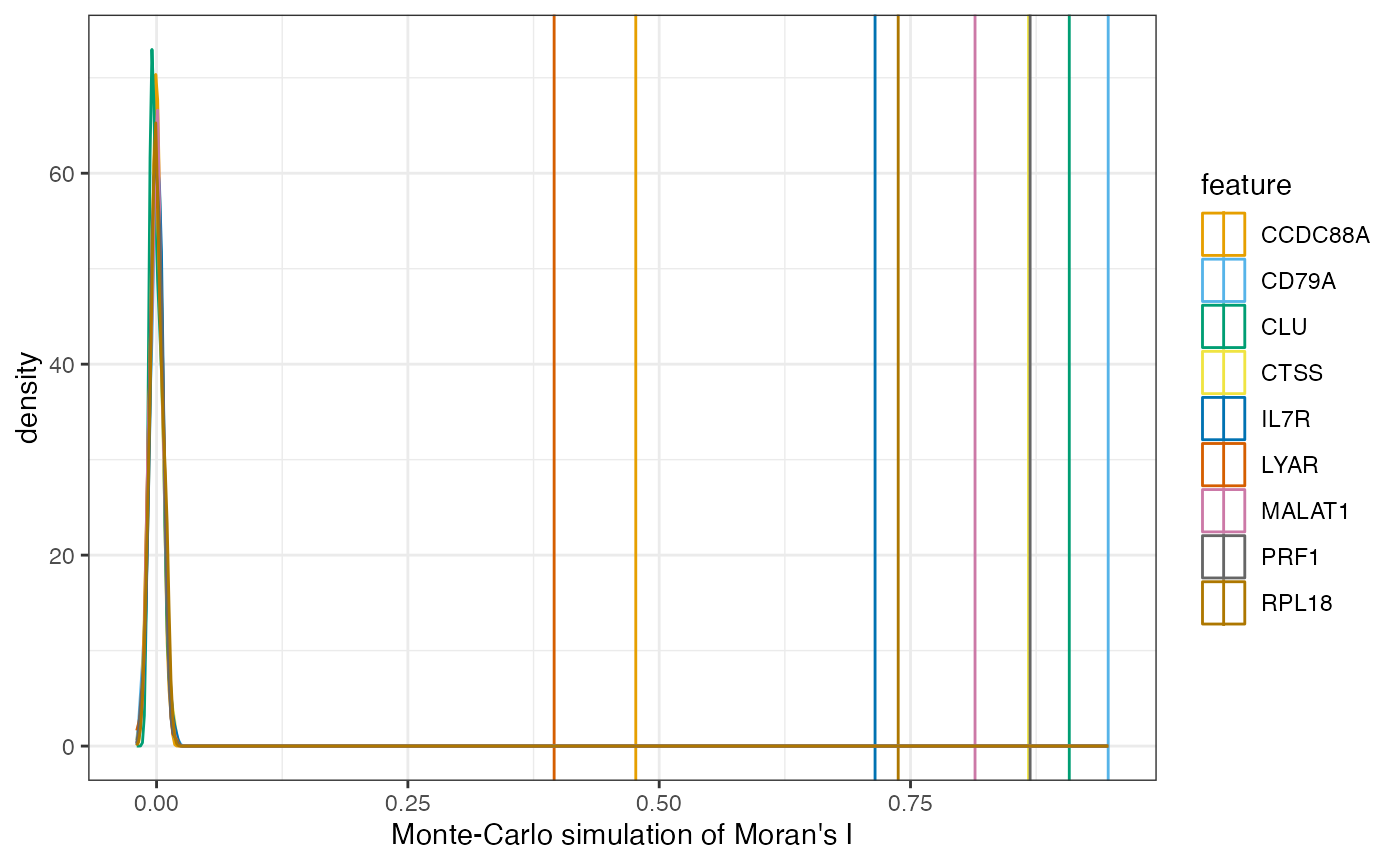 density
60
40
20
0
0.00 0.25 0.50 0.75
Monte-Carlo simulation of Moran's I
feature
CCDC88A
CD79A
CLU
CTSS
IL7R
LYAR
MALAT1
PRF1
RPL18